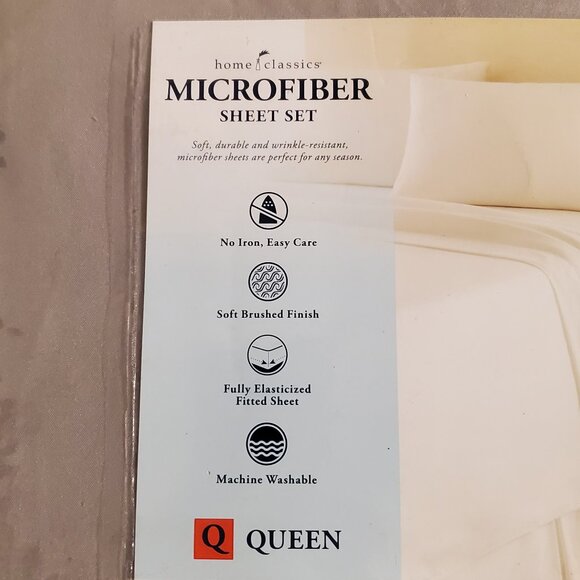 home classics®
MICROFIBER
SHEET SET
Soft, durable and wrinkle-resistant,
microfiber sheets are perfect for any season.
No Iron, Easy Care
Soft Brushed Finish
Fully Elasticized
Fitted Sheet
Machine Washable
Q QUEEN